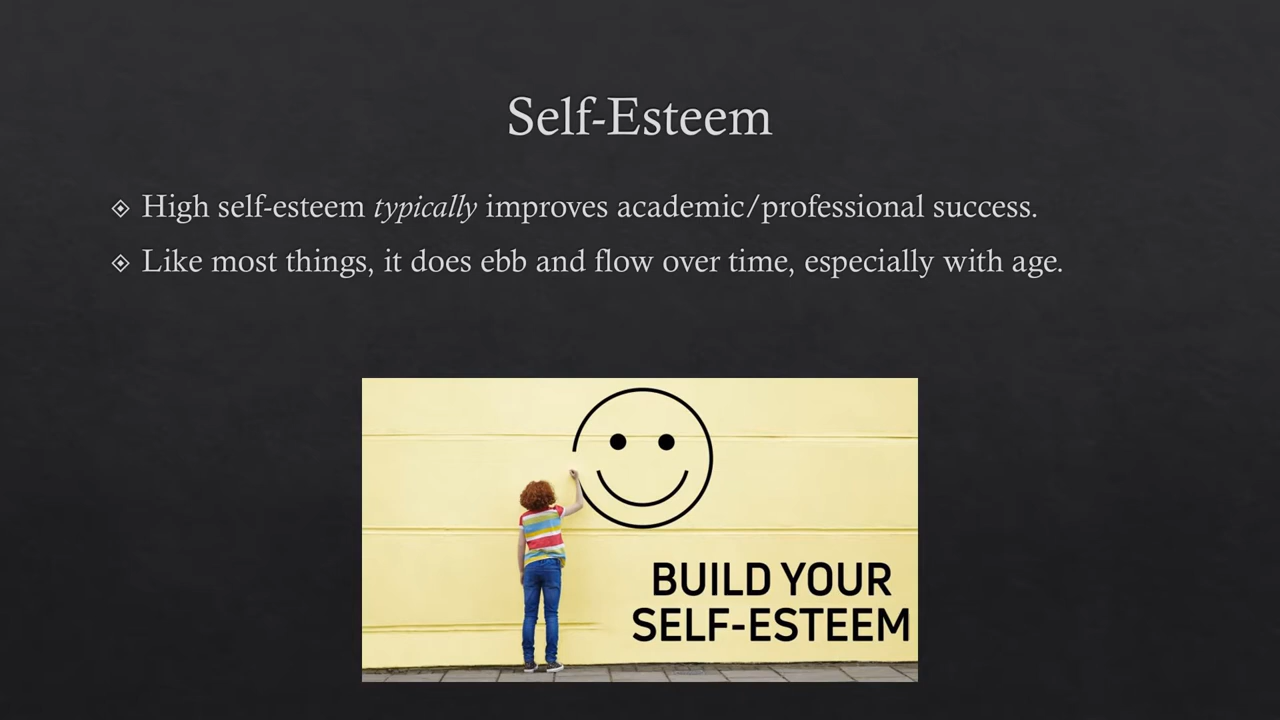 Self-Esteem
High self-esteem typically improves academic/professional success.
Like most things, it does ebb and flow over time, especially with age.
BUILD YOUR
SELF-ESTEEM